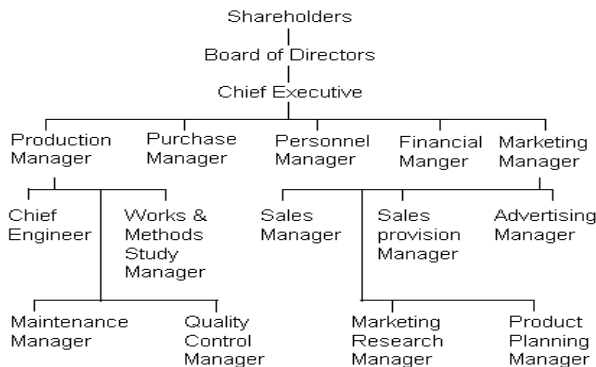 Shareholders
Board of Directors
Chief Executive
Production
Manager
Purchase
Manager
Personnel
Manager
Financial
Manger
Marketing
Manager
Chief
Engineer
Works &
Methods
Study
Manager
Sales
Manager
Sales
provision
Manager
Advertising
Manager
Maintenance
Manager
Quality
Control
Manager
Marketing
Research
Manager
Product
Planning
Manager